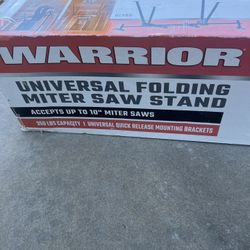 WARRIOR
UNIVERSAL FOLDING
MITER SAW STAND
ACCEPTS UP TO 10" MITER SAWS
350 LBS CAPACITY | UNIVERSAL QUICK RELEASE MOUNTING BRACKETS